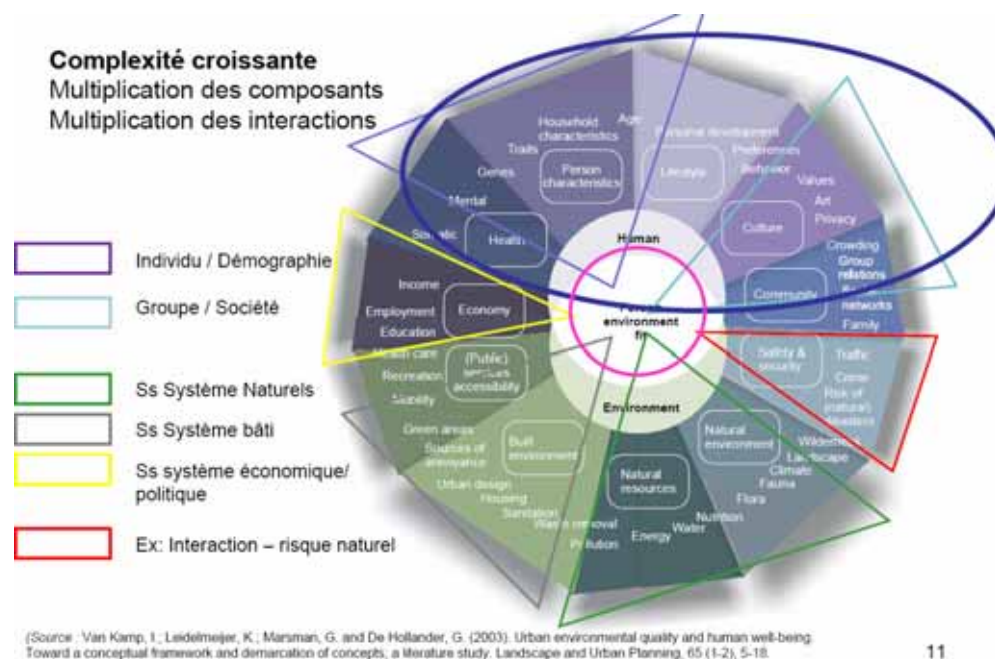 Complexité croissante
Multiplication des composants
Multiplication des interactions
Individu / Démographie
Groupe / Société
Ss Système Naturels
Ss Système bâti
Ss système économique/
politique
Ex: Interaction – risque naturel
Human
environment
Environment
Person
characteristics
Household
characteristics
Age
Traits
Genes
Lifestyle
Personal development
Preferences
Behavior
Values
Culture
Art
Privacy
Community
Crowding
Group
relations
networks
Family
Safety &
security
Traffic
Crime
Risk of
(natural)
Natural
environment
Wilderness
Landscape
Climate
Fauna
Flora
Natural
resources
Nutrition
Water
Energy
Pollution
Built
environment
Green areas
Sources of
annoyance
Urban design
Housing
Sanitation
removal
(Public)
services
accessibility
Health care
Recreation
Mobility
Economy
Income
Employment
Education
Health
Mental
Somatic
(Source : Van Kamp, I.; Leidelmeijer, K.; Marsman, G. and De Hollander, G. (2003). Urban environmental quality and human well-being.
Toward a conceptual framework and demarcation of concepts; a literature study. Landscape and Urban Planning, 65 (1-2), 5-18.
11